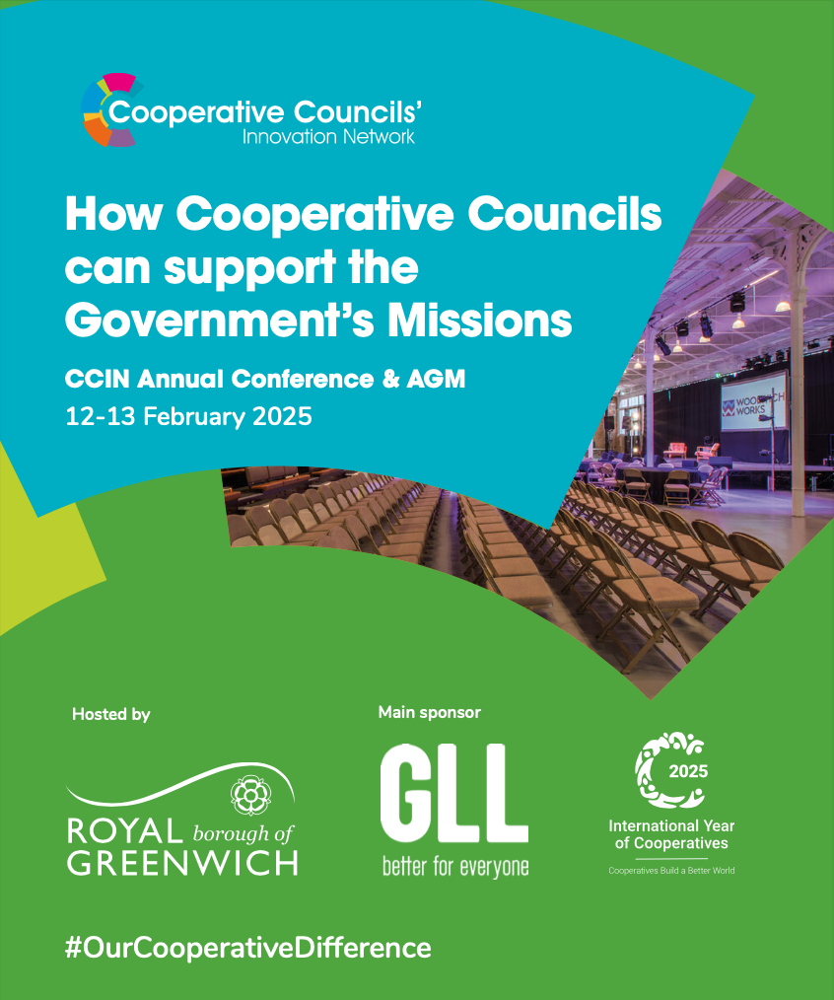 Cooperative Councils’
Innovation Network
How Cooperative Councils
can support the
Government’s Missions
CCIN Annual Conference & AGM
12-13 February 2025
WOOLWICH
WORKS
Hosted by
ROYAL borough of
GREENWICH
Main sponsor
GLL
better for everyone
2025
International Year
of Cooperatives
Cooperatives Build a Better World
#OurCooperativeDifference